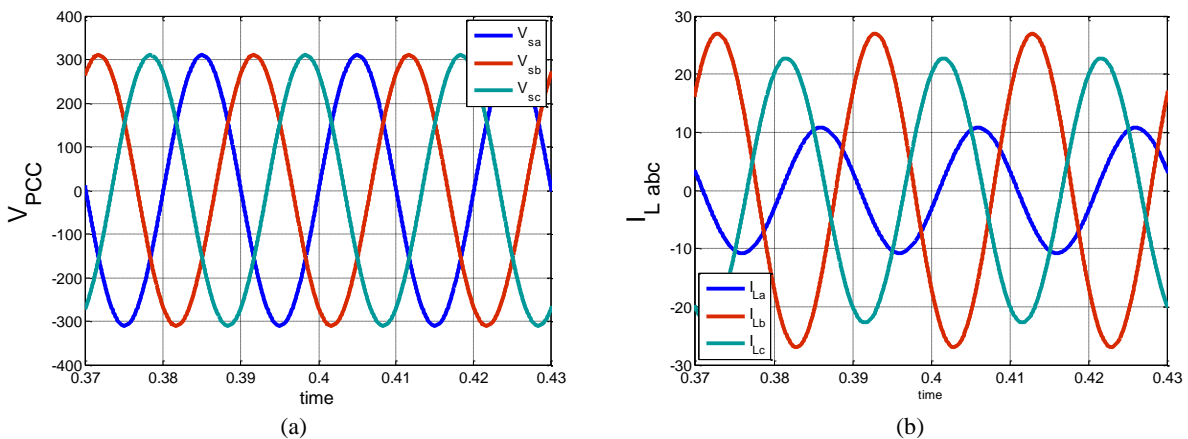 400
300
200
100
0
-100
-200
-300
-400
V_PCC
0.37 0.38 0.39 0.4 0.41 0.42 0.43
time
V_sa
V_sb
V_sc
(a)
30
20
10
0
-10
-20
-30
I_L abc
0.37 0.38 0.39 0.4 0.41 0.42 0.43
time
I_La
I_Lb
I_Lc
(b)